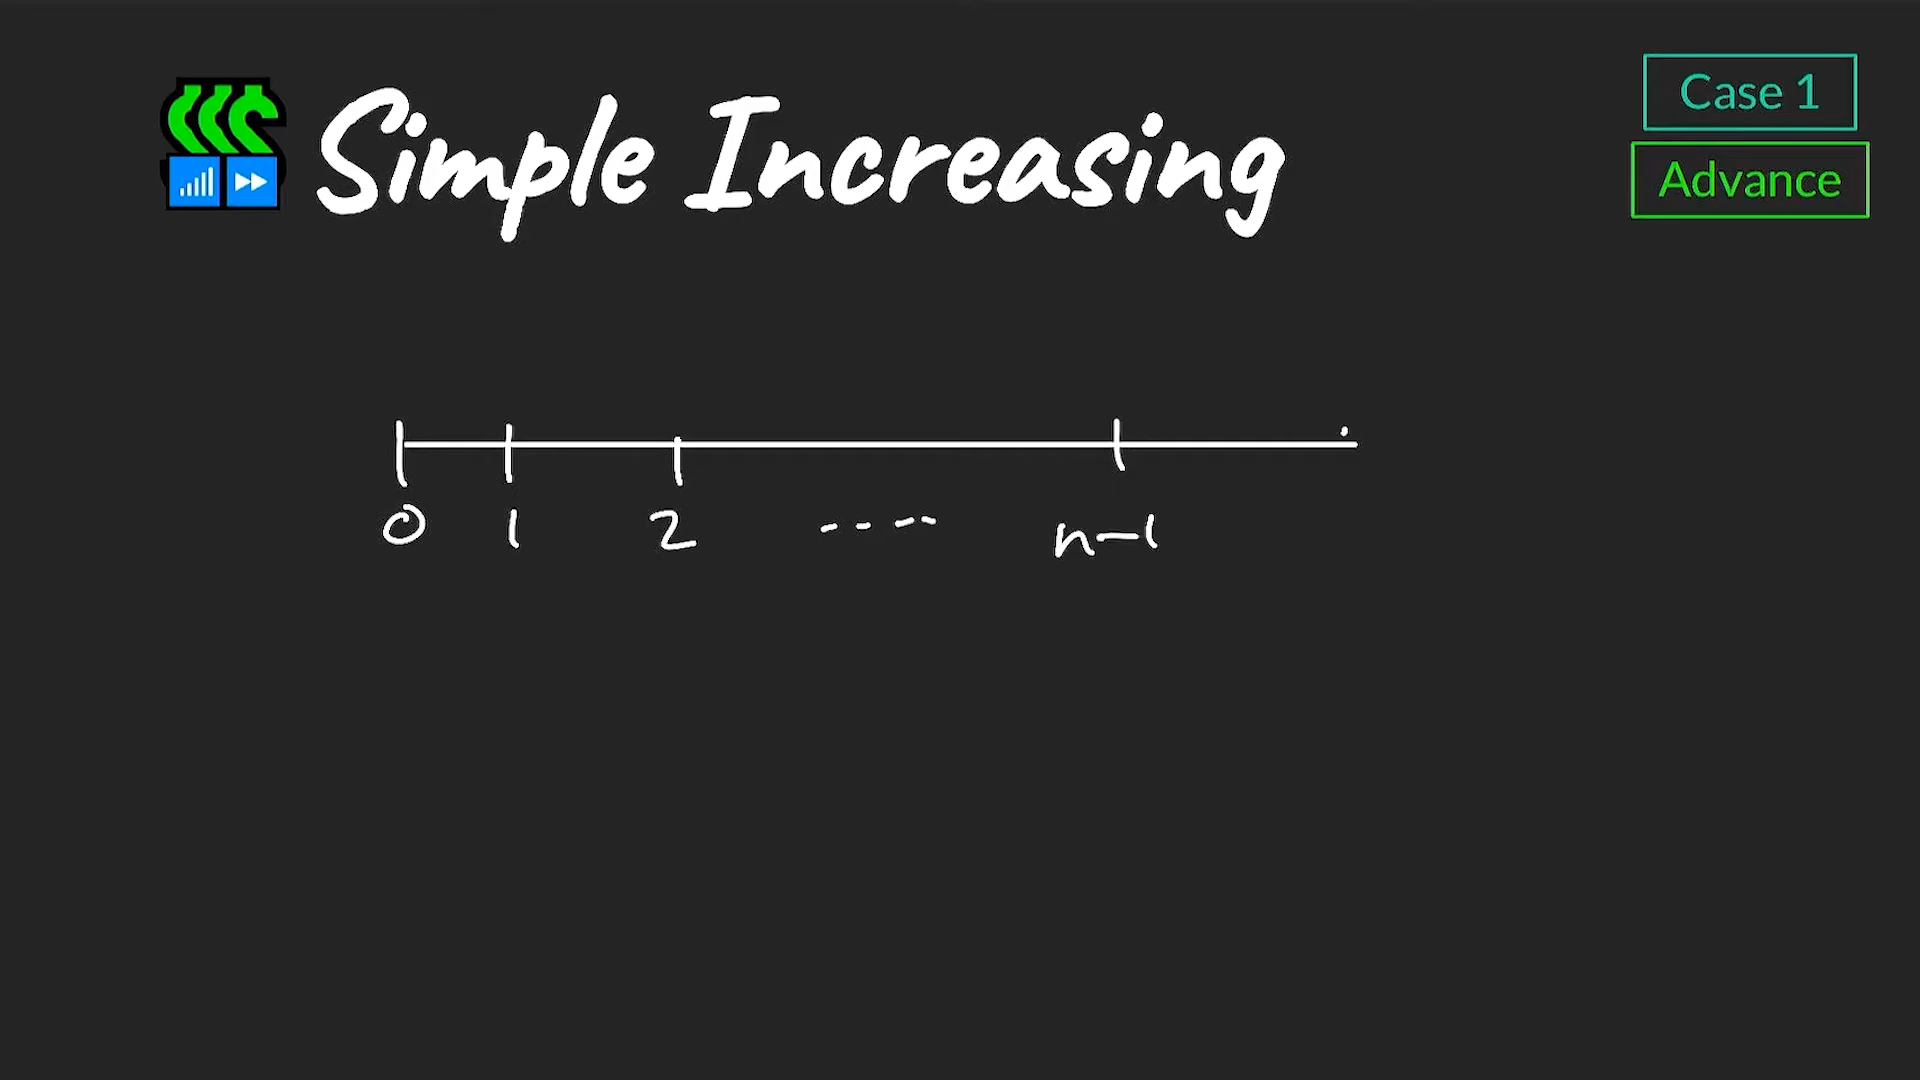 Simple Increasing
Case 1
Advance
0 1 2 ---- n-1